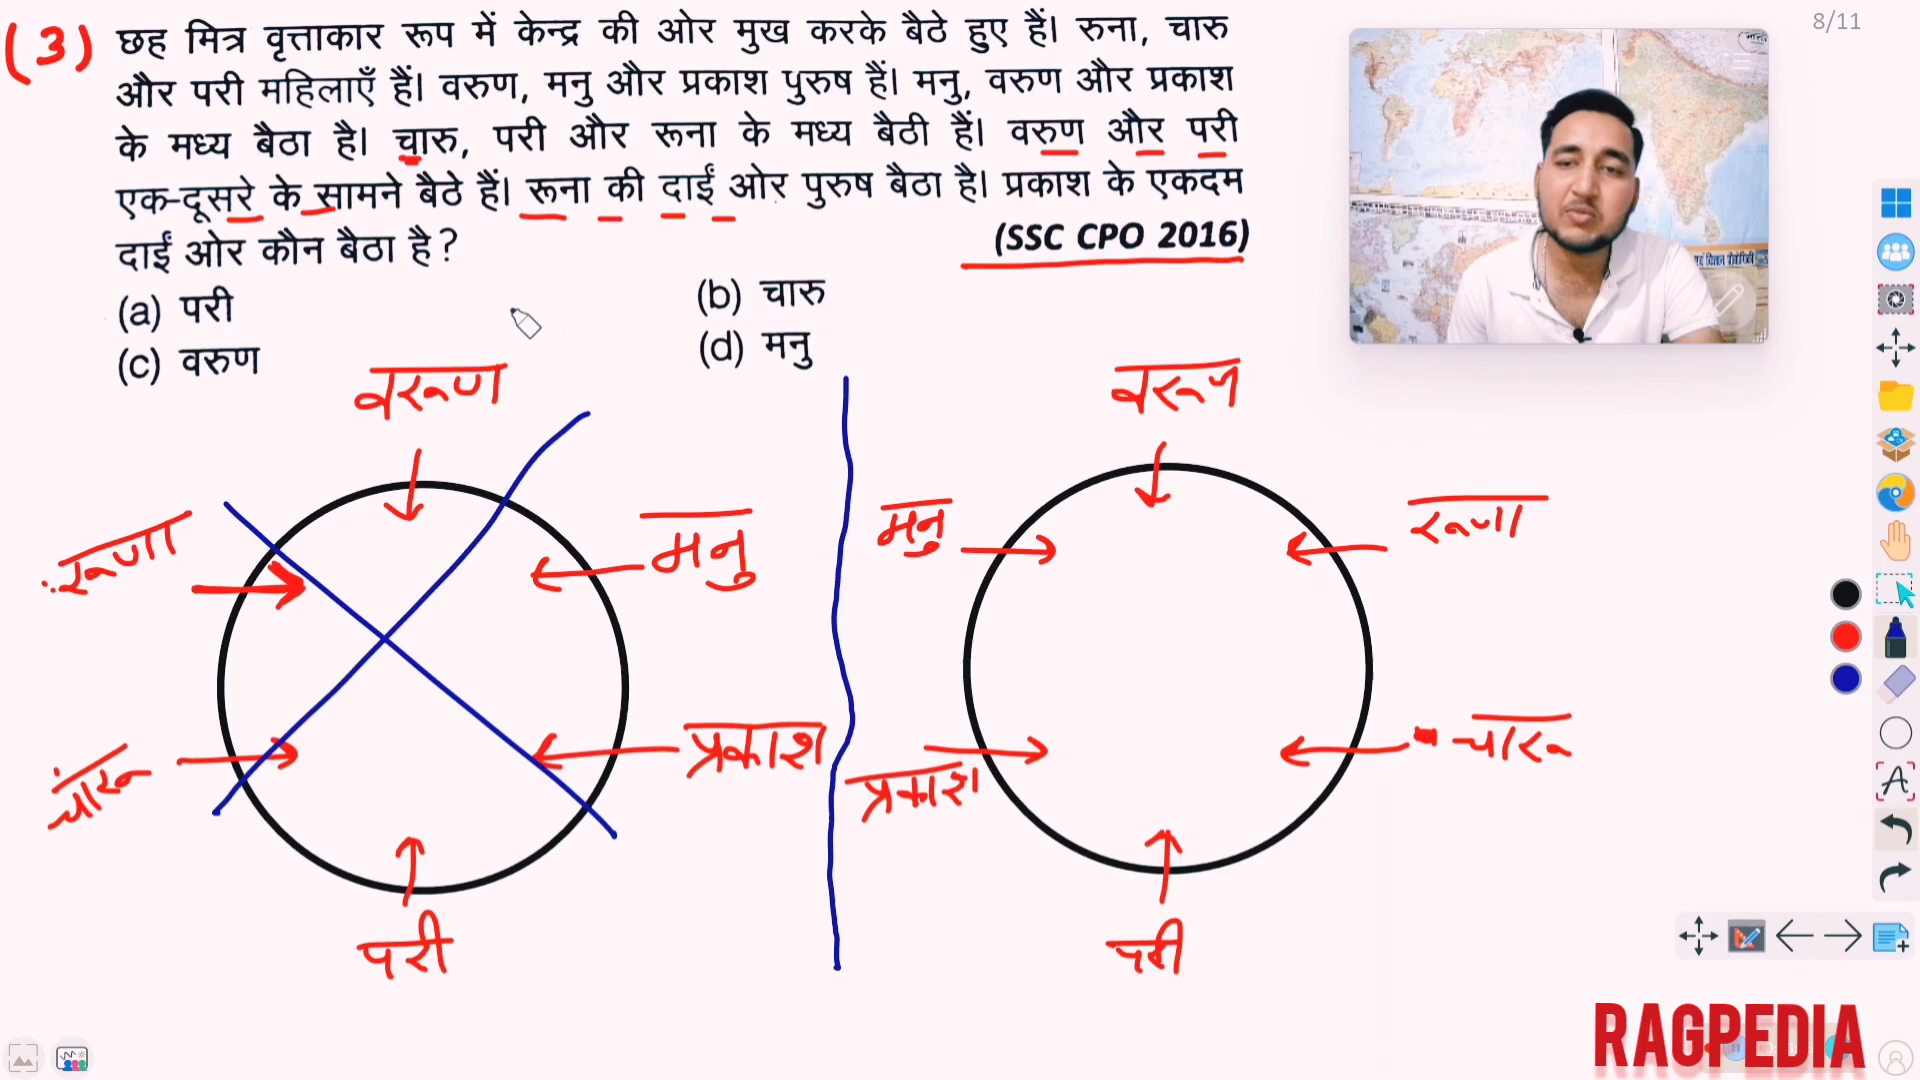 8/11
(3) छह मित्र वृत्ताकार रूप में केन्द्र की ओर मुख करके बैठे हुए हैं। रुना, चारु
और परी महिलाएँ हैं। वरुण, मनु और प्रकाश पुरुष हैं। मनु, वरुण और प्रकाश
के मध्य बैठा है। चारु, परी और रूना के मध्य बैठी हैं। वरुण और परी
एक-दूसरे के सामने बैठे हैं। रूना की दाईं ओर पुरुष बैठा है। प्रकाश के एकदम
दाईं ओर कौन बैठा है?
(SSC CPO 2016)
(a) परी
(b) चारु
(c) वरुण
(d) मनु
वरूण
रूणा
मनु
चारू
प्रकाश
परी
वरून
मनु
रूणा
प्रकाश
चारू
परी
RAGPEDIA